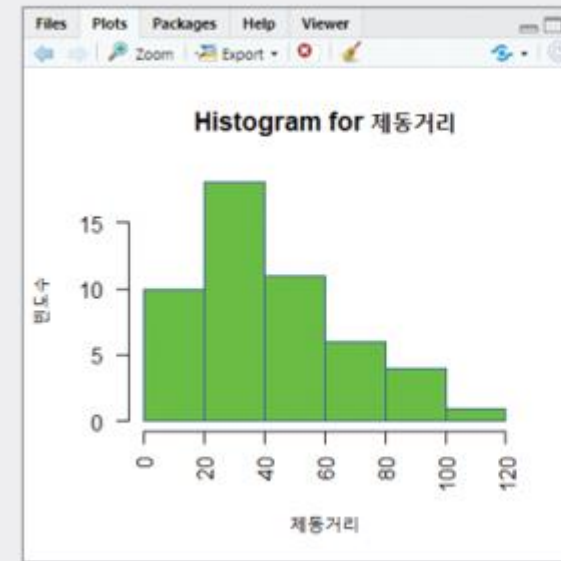 Files Plots Packages Help Viewer
Zoom Export
Histogram for 제동거리
빈도수
15
10
5
0
0 20 40 60 80 100 120
제동거리